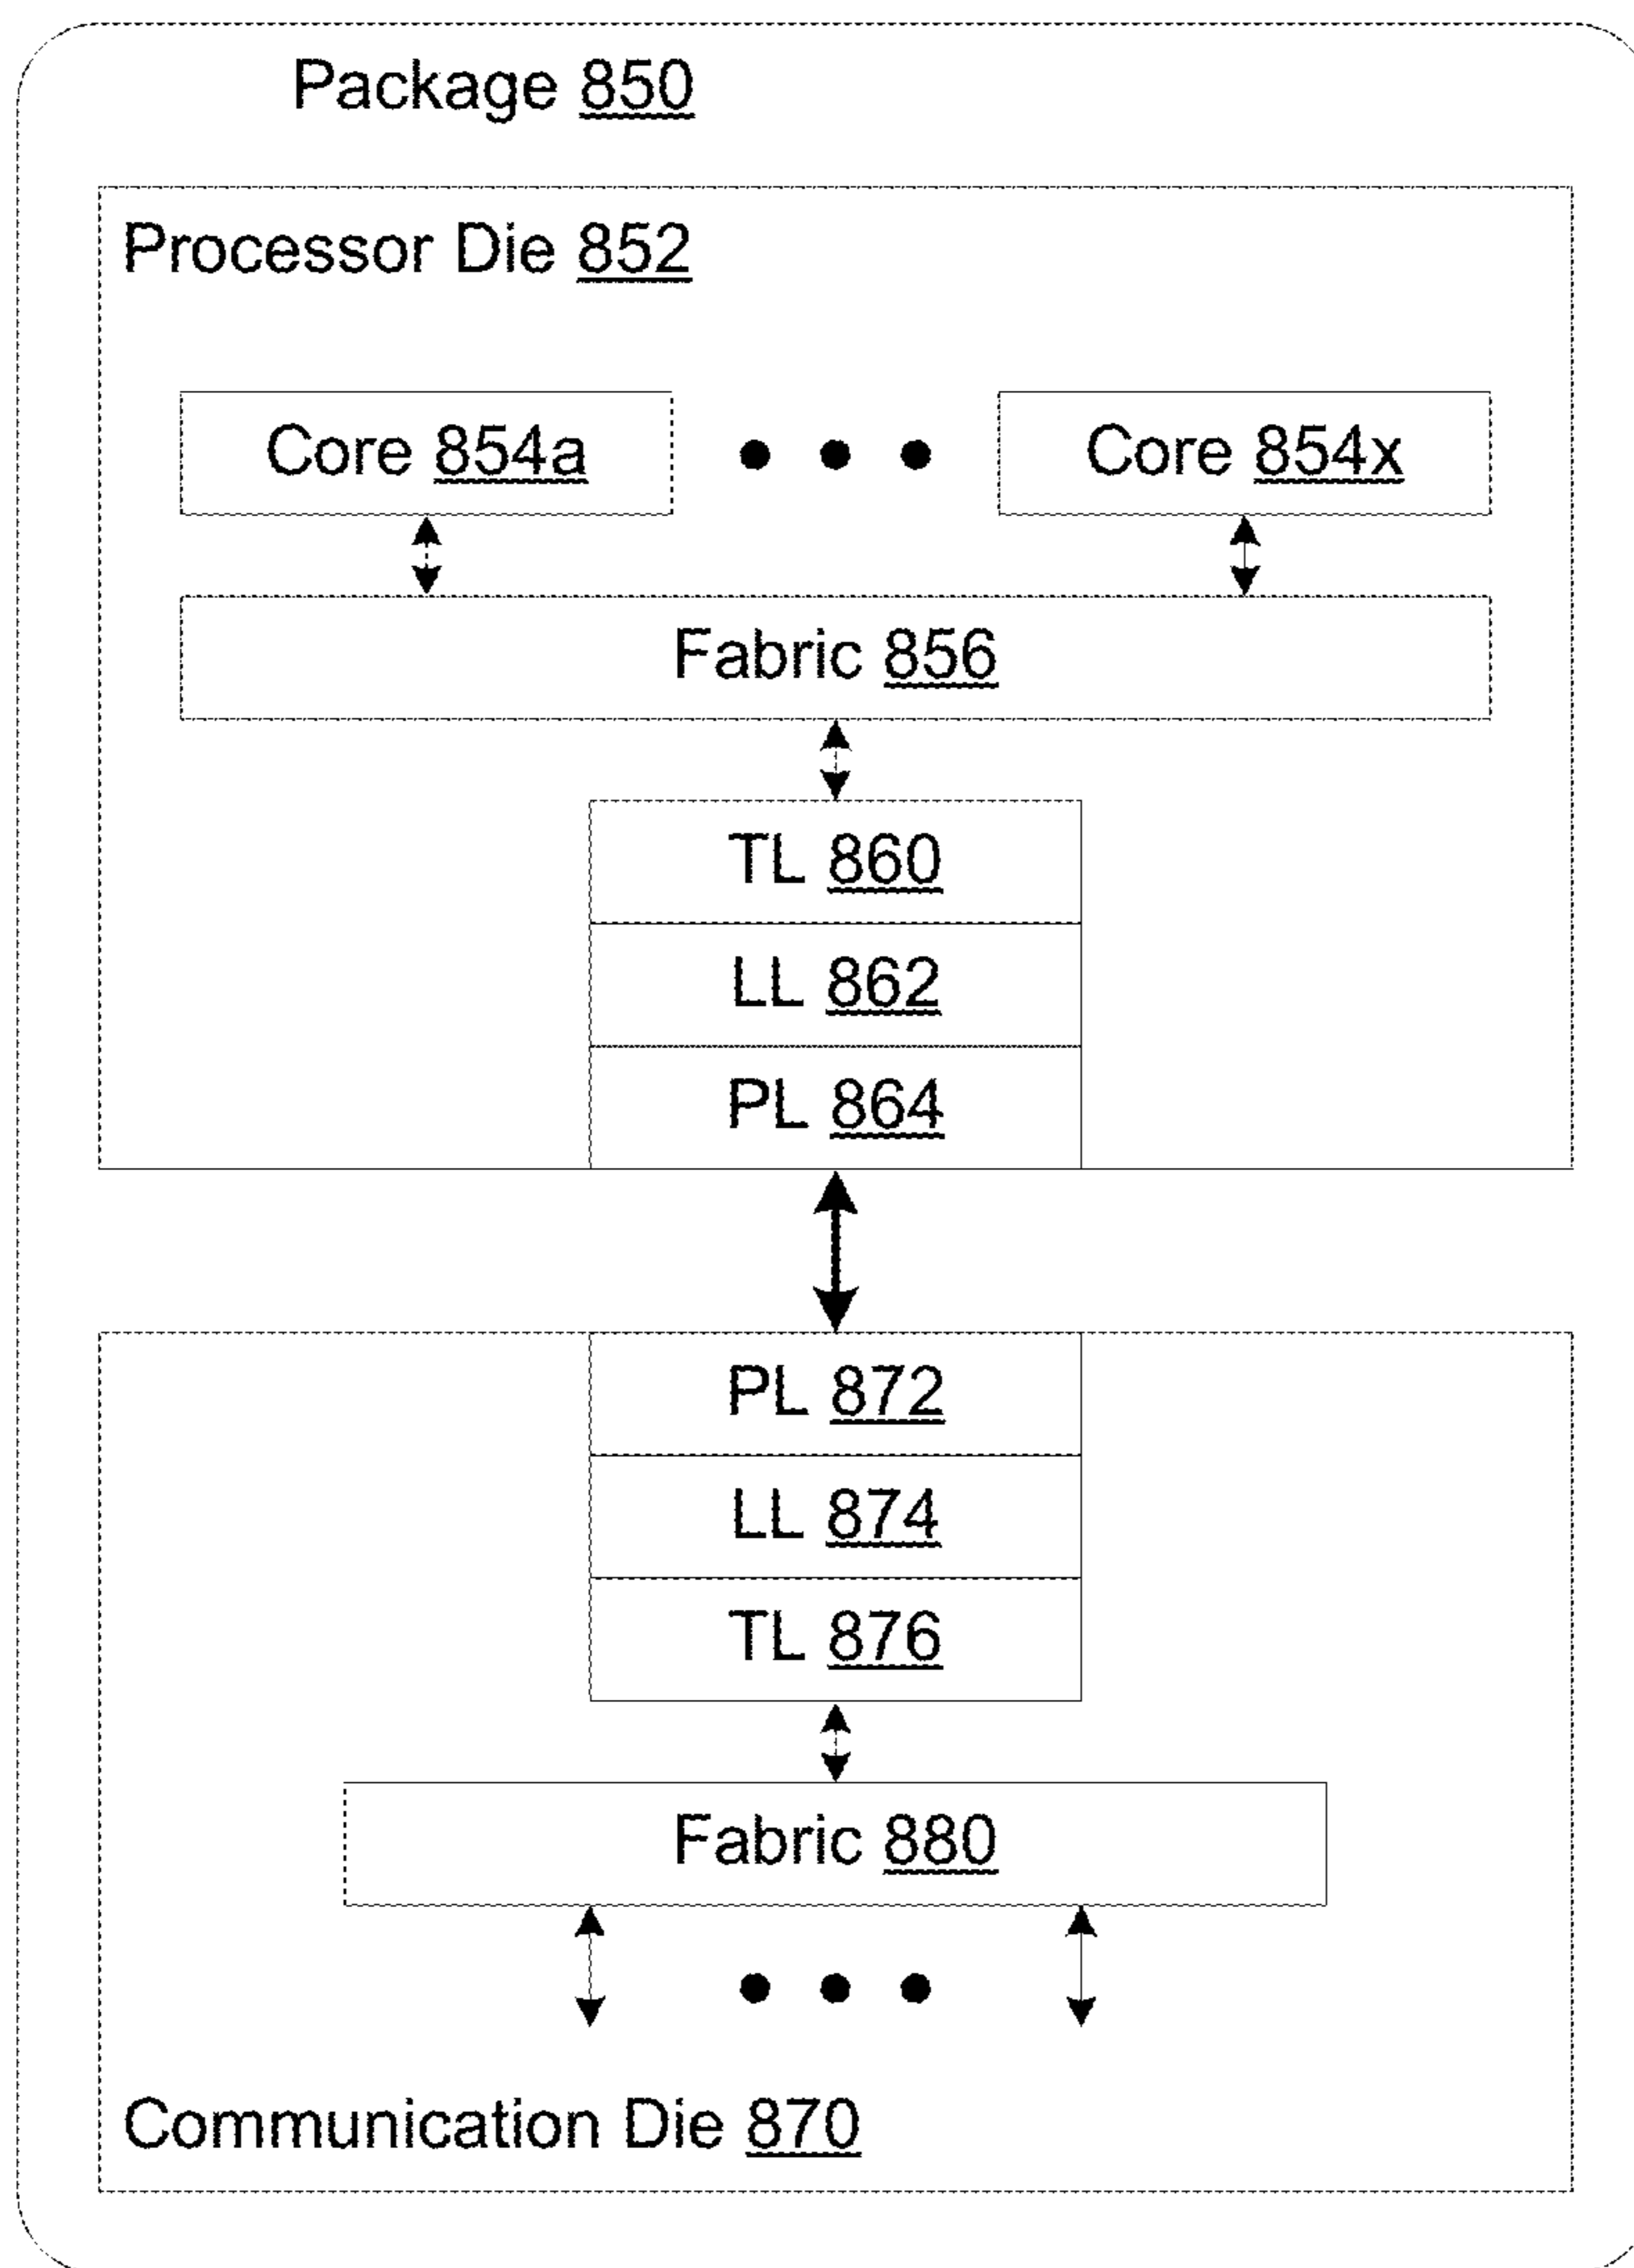 Package 850
Processor Die 852
Core 854a
Core 854x
Fabric 856
TL 860
LL 862
PL 864
PL 872
LL 874
TL 876
Fabric 880
Communication Die 870